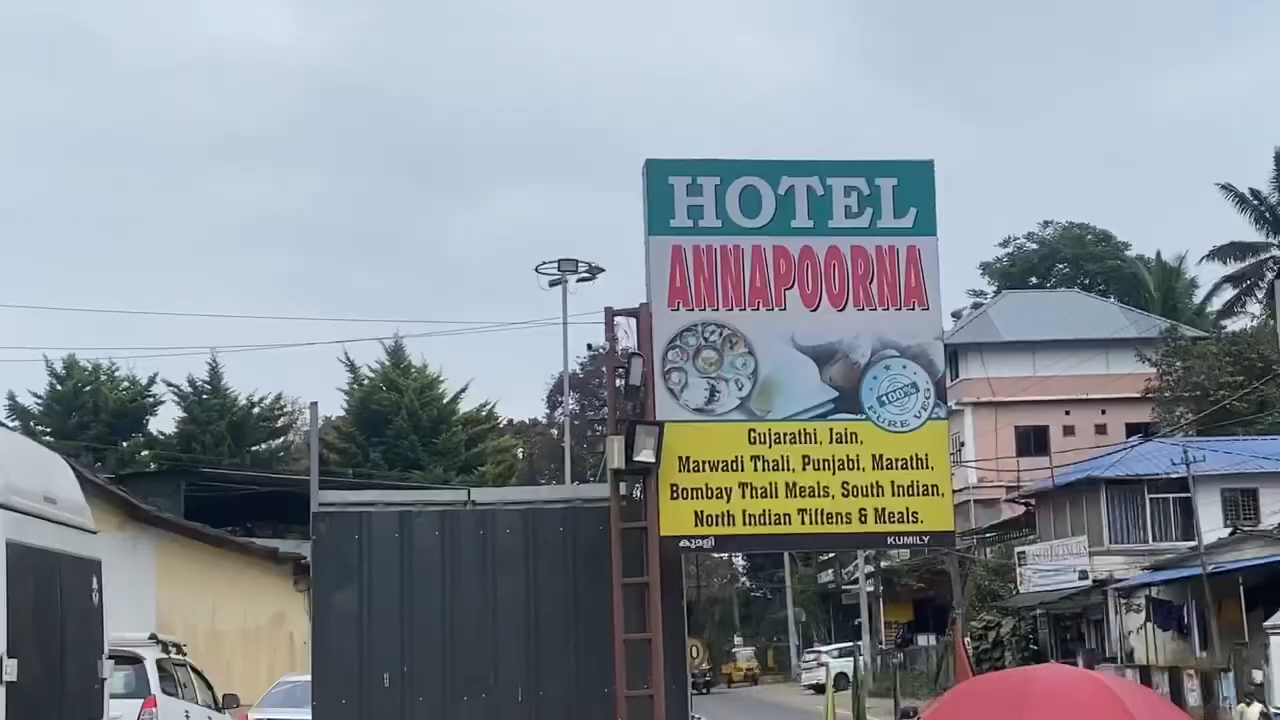 HOTEL
ANNAPOORNA
100%
PURE VEG
Gujarathi, Jain,
Marwadi Thali, Punjabi, Marathi,
Bombay Thali Meals, South Indian,
North Indian Tiffens & Meals.
കുമളി KUMILY